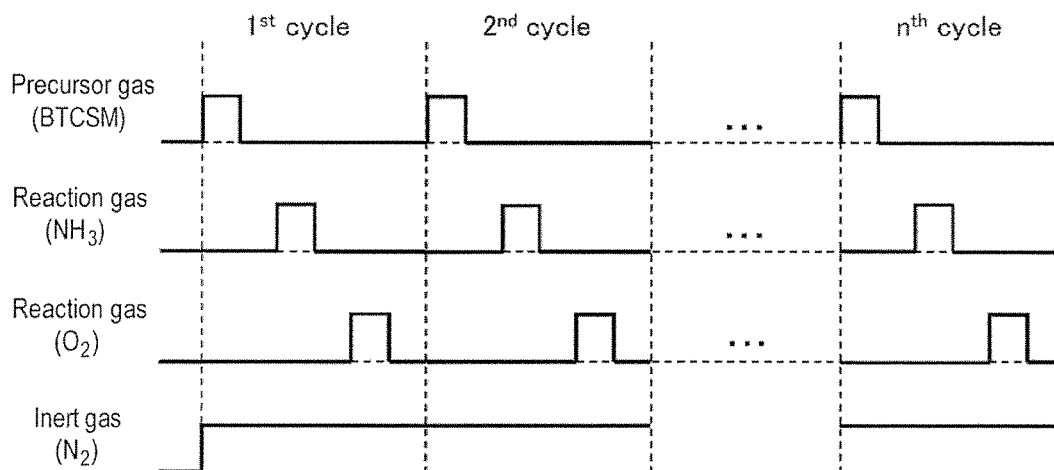 1st cycle 2nd cycle nth cycle
Precursor gas
(BTCSM)
...
Reaction gas
(NH3)
...
Reaction gas
(O2)
...
Inert gas
(N2)